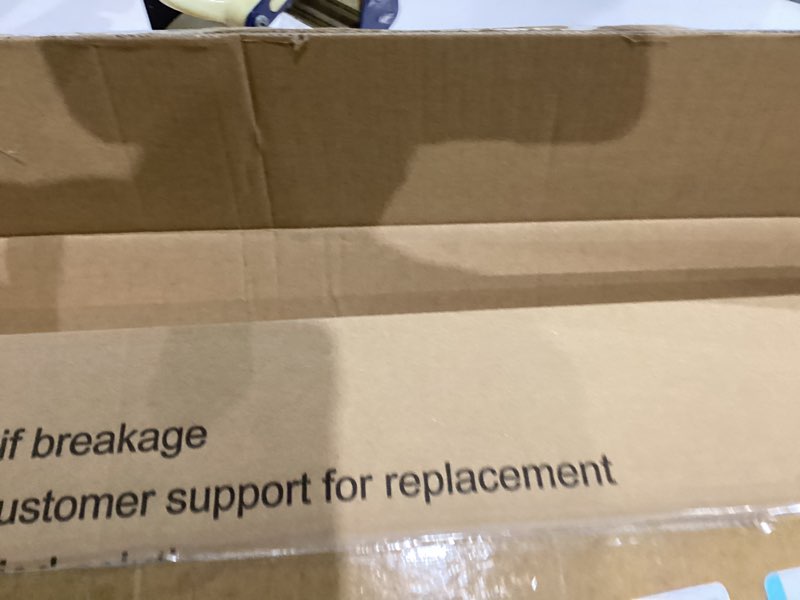 if breakage
ustomer support for replacement